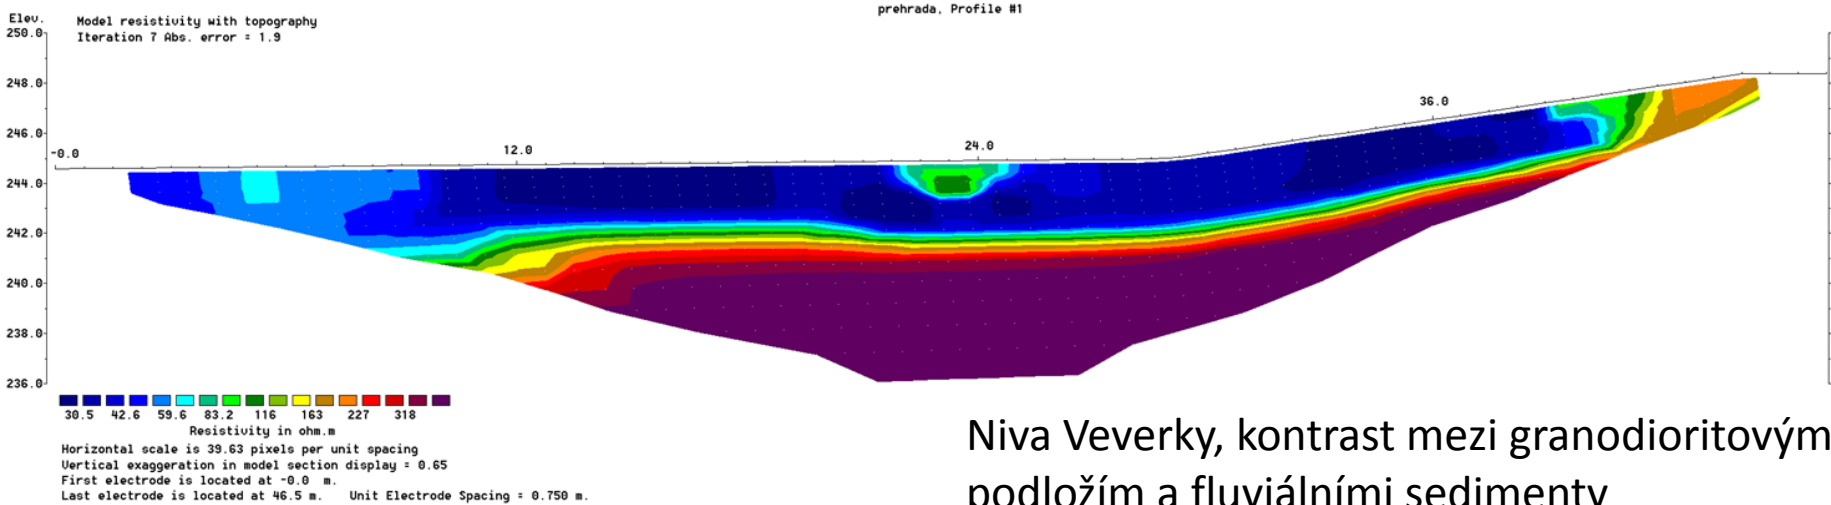 prehrada, Profile #1
Elev. Model resistivity with topography
Iteration 7 Abs. error = 1.9
250.0
248.0
246.0
244.0
242.0
240.0
238.0
236.0
-0.0 12.0 24.0 36.0
30.5 42.6 59.6 83.2 116 163 227 318
Resistivity in ohm.m
Horizontal scale is 39.63 pixels per unit spacing
Vertical exaggeration in model section display = 0.65
First electrode is located at -0.0 m.
Last electrode is located at 46.5 m. Unit Electrode Spacing = 0.750 m.
Niva Veverky, kontrast mezi granodioritovým
podložím a fluviálními sedimenty